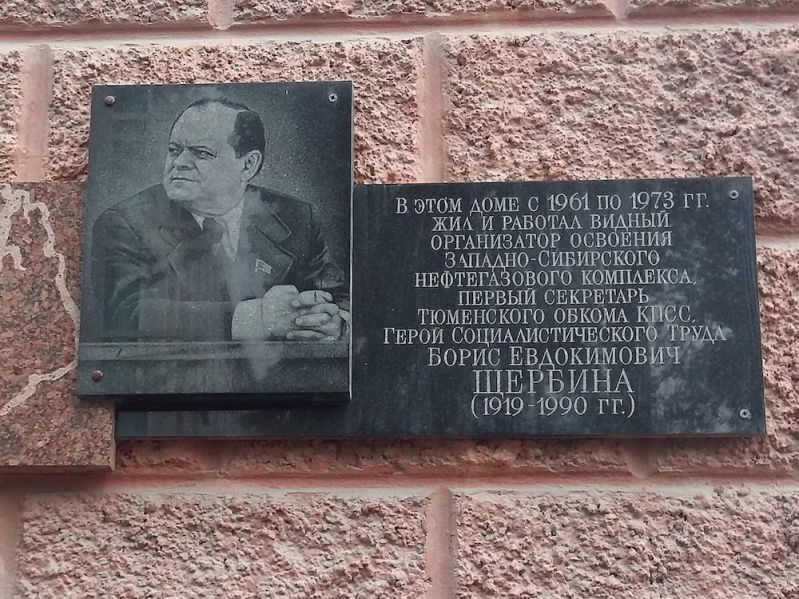 В ЭТОМ ДОМЕ С 1961 ПО 1973 ГГ.
ЖИЛ И РАБОТАЛ ВИДНЫЙ
ОРГАНИЗАТОР ОСВОЕНИЯ
ЗАПАДНО-СИБИРСКОГО
НЕФТЕГАЗОВОГО КОМПЛЕКСА,
ПЕРВЫЙ СЕКРЕТАРЬ
ТЮМЕНСКОГО ОБКОМА КПСС,
ГЕРОЙ СОЦИАЛИСТИЧЕСКОГО ТРУДА
БОРИС ЕВДОКИМОВИЧ
ЩЕРБИНА
(1919-1990 ГГ.)